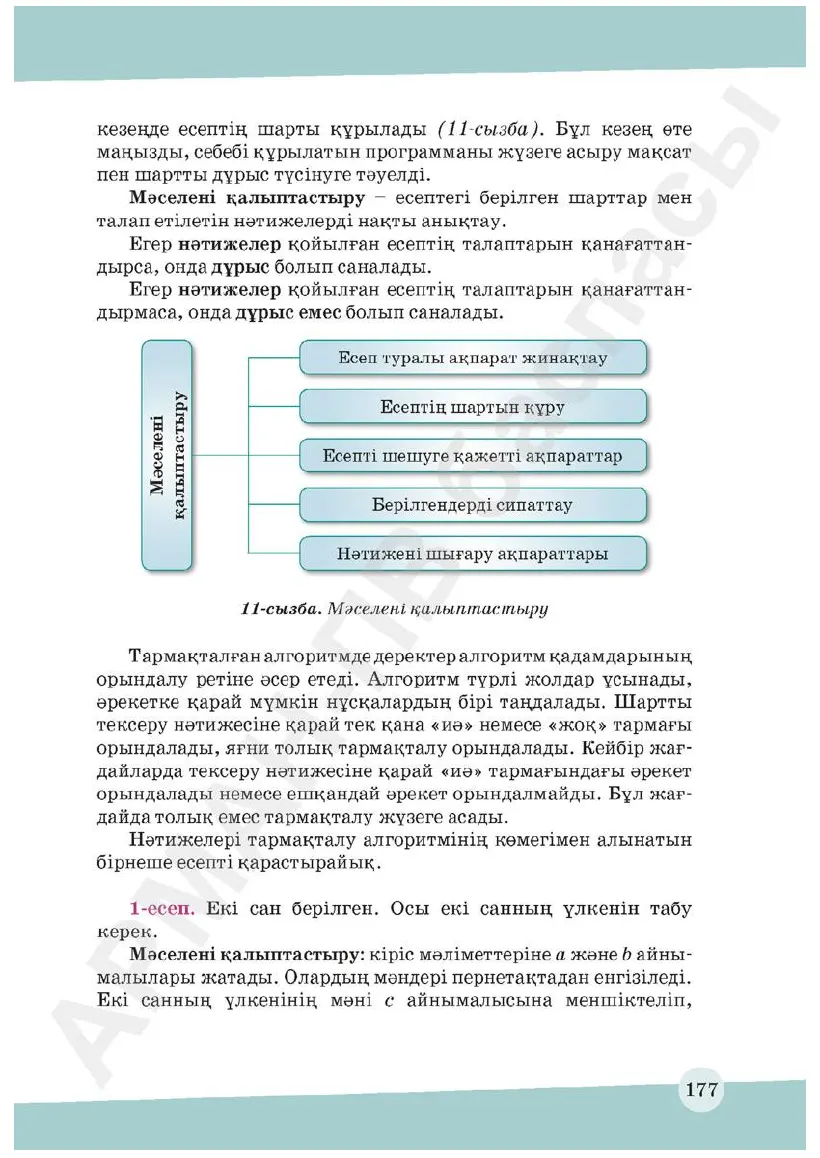 кезеңде есептің шарты құрылады (11-сызба). Бұл кезең өте
маңызды, себебі құрылатын программаны жүзеге асыру мақсат
пен шартты дұрыс түсінуге тәуелді.
Мәселені қалыптастыру – есептегі берілген шарттар мен
талап етілетін нәтижелерді нақты анықтау.
Егер нәтижелер қойылған есептің талаптарын қанағаттан-
дырса, онда дұрыс болып саналады.
Егер нәтижелер қойылған есептің талаптарын қанағаттан-
дырмаса, онда дұрыс емес болып саналады.
Мәселені
қалыптастыру
Есеп туралы ақпарат жинақтау
Есептің шартын құру
Есепті шешуге қажетті ақпараттар
Берілгендерді сипаттау
Нәтижені шығару ақпараттары
11-сызба. Мәселені қалыптастыру
Тармақталған алгоритмде деректер алгоритм қадамдарының
орындалу ретіне әсер етеді. Алгоритм түрлі жолдар ұсынады,
әрекетке қарай мүмкін нұсқалардың бірі таңдалады. Шартты
тексеру нәтижесіне қарай тек қана «иә» немесе «жоқ» тармағы
орындалады, яғни толық тармақталу орындалады. Кейбір жағ-
дайларда тексеру нәтижесіне қарай «иә» тармағындағы әрекет
орындалады немесе ешқандай әрекет орындалмайды. Бұл жағ-
дайда толық емес тармақталу жүзеге асады.
Нәтижелері тармақталу алгоритмінің көмегімен алынатын
бірнеше есепті қарастырайық.
1-есеп. Екі сан берілген. Осы екі санның үлкенін табу
керек.
Мәселені қалыптастыру: кіріс мәліметтеріне a және b айны-
малылары жатады. Олардың мәндері пернетақтадан енгізіледі.
Екі санның үлкенінің мәні c айнымалысына меншіктеліп,
177
АРМАН-ПВ баспасы